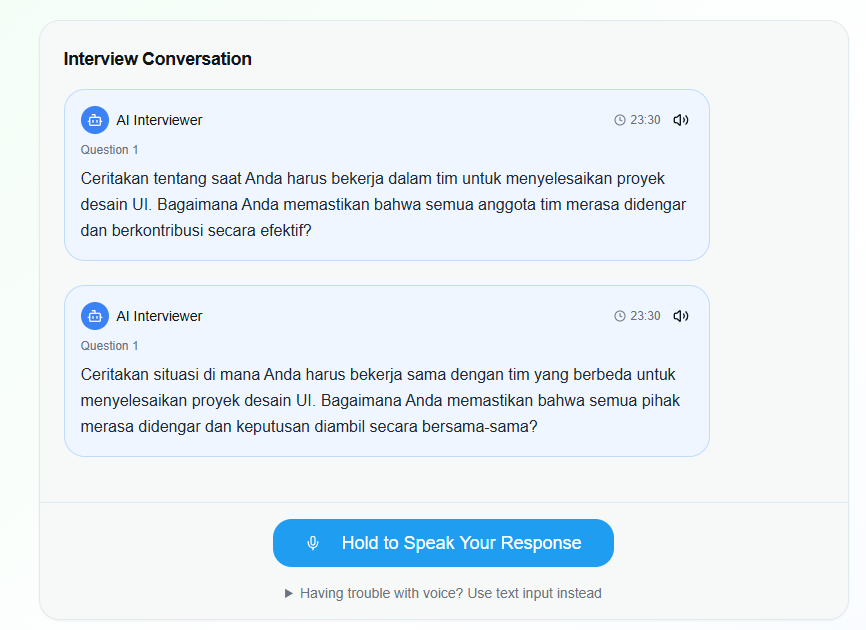 Interview Conversation
AI Interviewer
23:30
Question 1
Ceritakan tentang saat Anda harus bekerja dalam tim untuk menyelesaikan proyek
desain UI. Bagaimana Anda memastikan bahwa semua anggota tim merasa didengar
dan berkontribusi secara efektif?
AI Interviewer
23:30
Question 1
Ceritakan situasi di mana Anda harus bekerja sama dengan tim yang berbeda untuk
menyelesaikan proyek desain UI. Bagaimana Anda memastikan bahwa semua pihak
merasa didengar dan keputusan diambil secara bersama-sama?
Hold to Speak Your Response
Having trouble with voice? Use text input instead